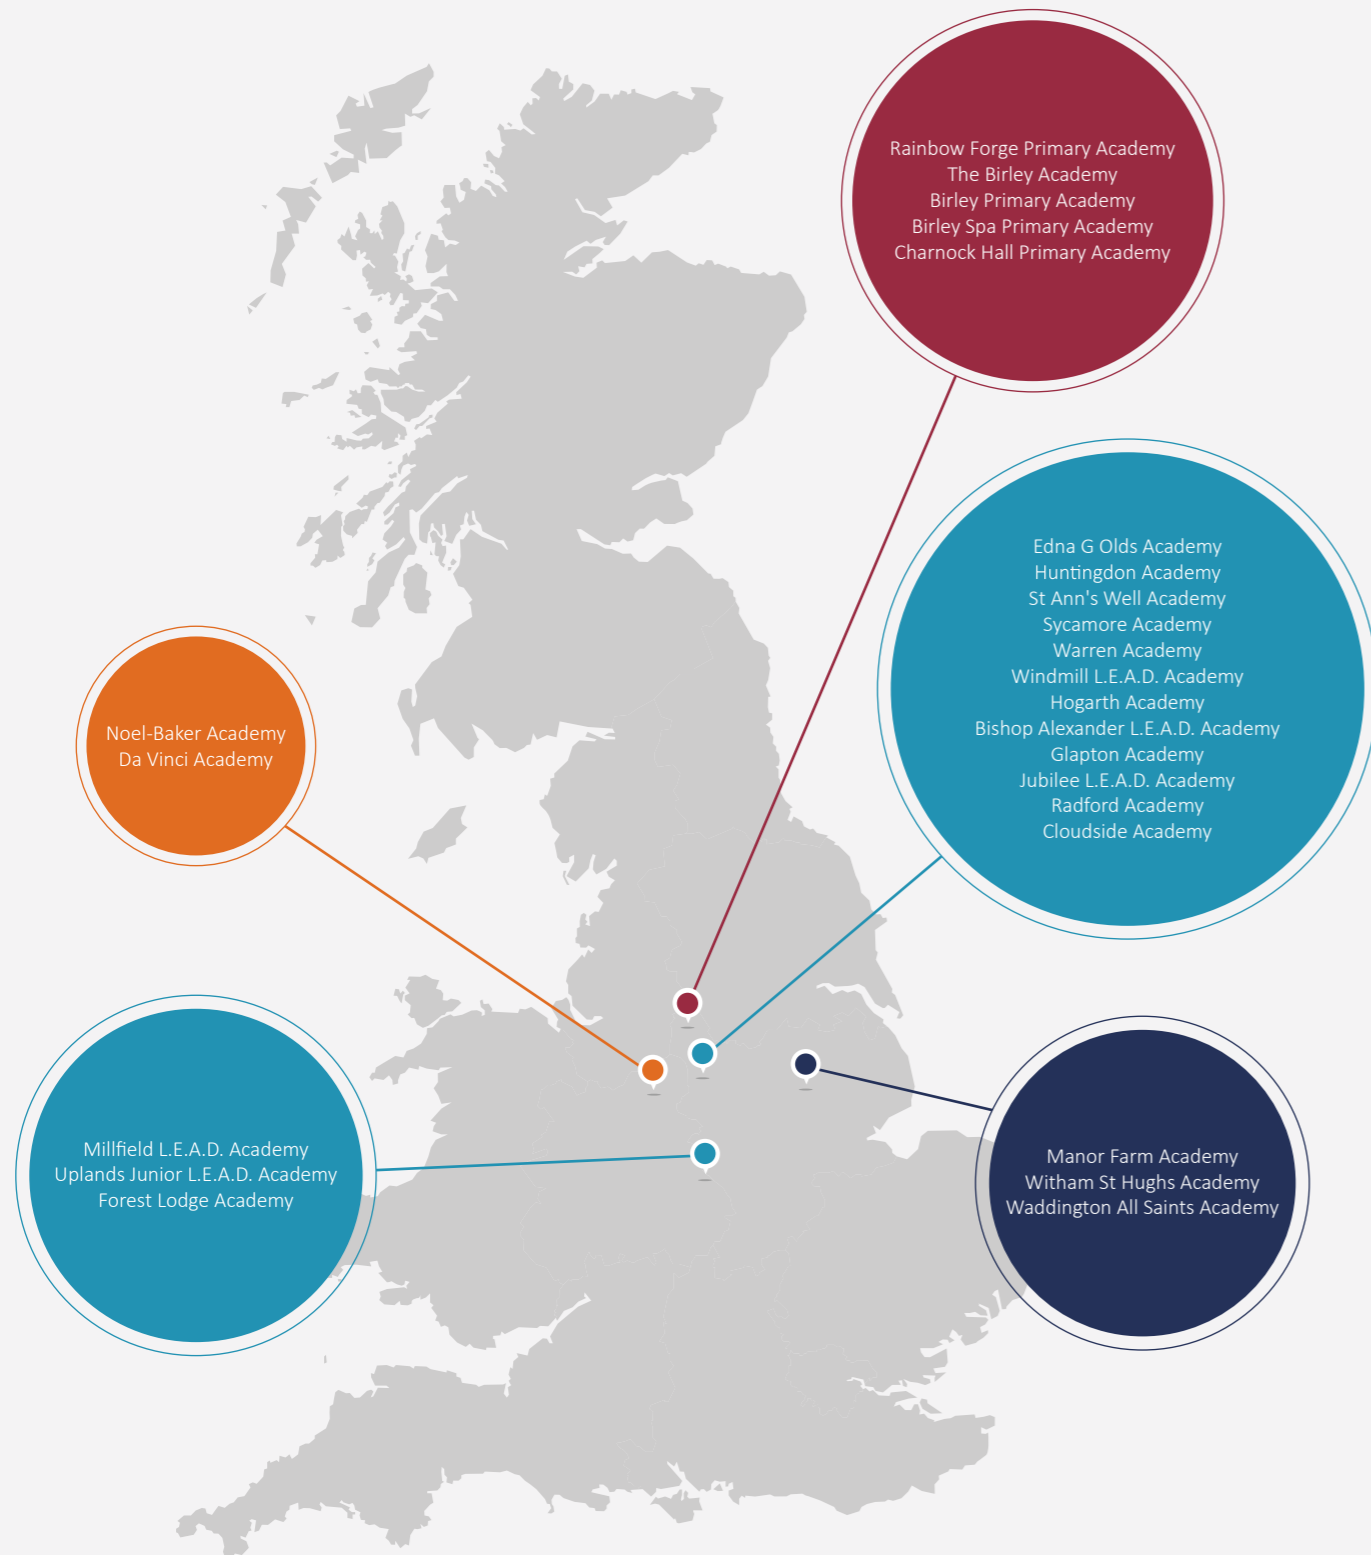 Rainbow Forge Primary Academy
The Birley Academy
Birley Primary Academy
Birley Spa Primary Academy
Charnock Hall Primary Academy
Edna G Olds Academy
Huntingdon Academy
St Ann's Well Academy
Sycamore Academy
Warren Academy
Windmill L.E.A.D. Academy
Hogarth Academy
Bishop Alexander L.E.A.D. Academy
Glapton Academy
Jubilee L.E.A.D. Academy
Radford Academy
Cloudside Academy
Noel-Baker Academy
Da Vinci Academy
Millfield L.E.A.D. Academy
Uplands Junior L.E.A.D. Academy
Forest Lodge Academy
Manor Farm Academy
Witham St Hughs Academy
Waddington All Saints Academy